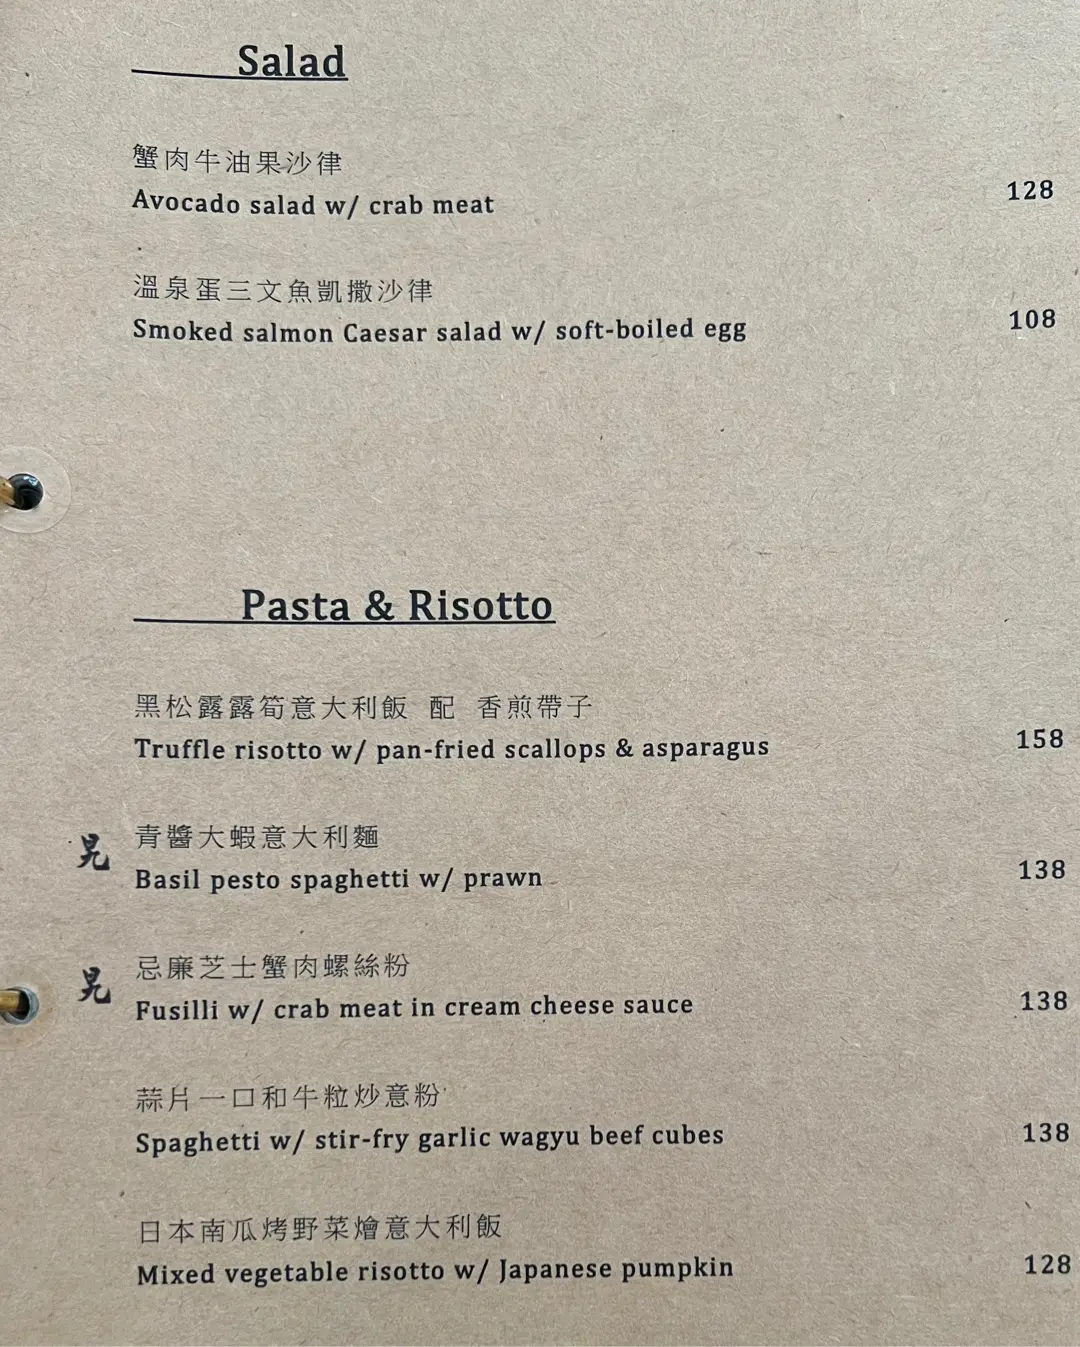 Salad
蟹肉牛油果沙律
Avocado salad w/ crab meat 128
溫泉蛋三文魚凱撒沙律
Smoked salmon Caesar salad w/ soft-boiled egg 108
Pasta & Risotto
黑松露露筍意大利飯 配 香煎帶子
Truffle risotto w/ pan-fried scallops & asparagus 158
晃 青醬大蝦意大利麵
Basil pesto spaghetti w/ prawn 138
晃 忌廉芝士蟹肉螺絲粉
Fusilli w/ crab meat in cream cheese sauce 138
蒜片一口和牛粒炒意粉
Spaghetti w/ stir-fry garlic wagyu beef cubes 138
日本南瓜烤野菜燴意大利飯
Mixed vegetable risotto w/ Japanese pumpkin 128